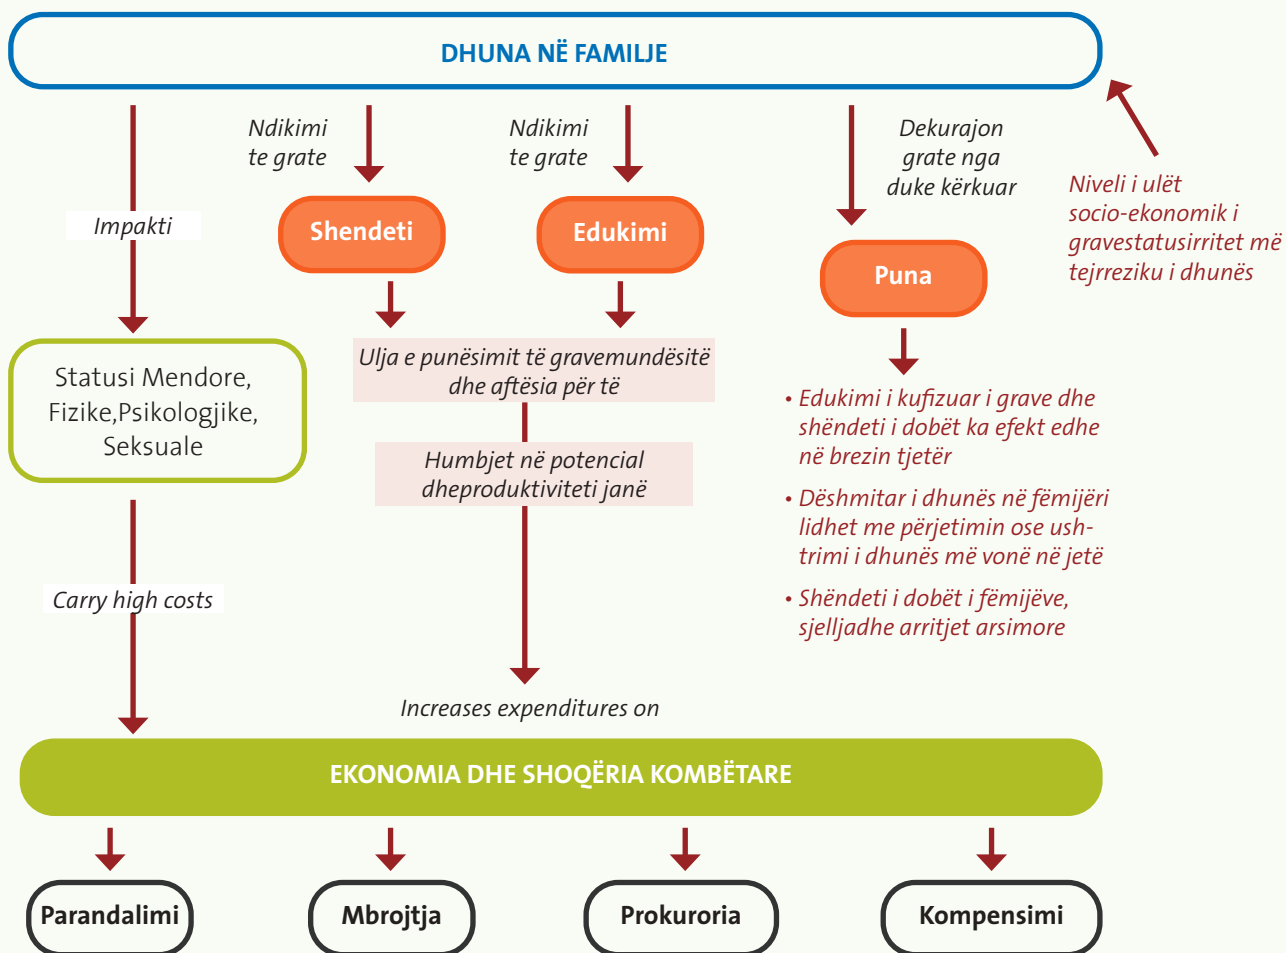 DHUNA NË FAMILJE
Ndikimi
te grate
Ndikimi
te grate
Dekurajon
grate nga
duke kërkuar
Niveli i ulët
socio-ekonomik i
gravestatusirritet më
tejrreziku i dhunës
Impakti
Shendeti
Edukimi
Puna
Statusi Mendore,
Fizike,Psikologjike,
Seksuale
Ulja e punësimit të gravemundësitë
dhe aftësia për të
Humbjet në potencial
dheproduktiviteti janë
• Edukimi i kufizuar i grave dhe
shëndeti i dobët ka efekt edhe
në brezin tjetër
• Dëshmitar i dhunës në fëmijëri
lidhet me përjetimin ose ush-
trimi i dhunës më vonë në jetë
• Shëndeti i dobët i fëmijëve,
sjelljadhe arritjet arsimore
Carry high costs
Increases expenditures on
EKONOMIA DHE SHOQËRIA KOMBËTARE
Parandalimi
Mbrojtja
Prokuroria
Kompensimi